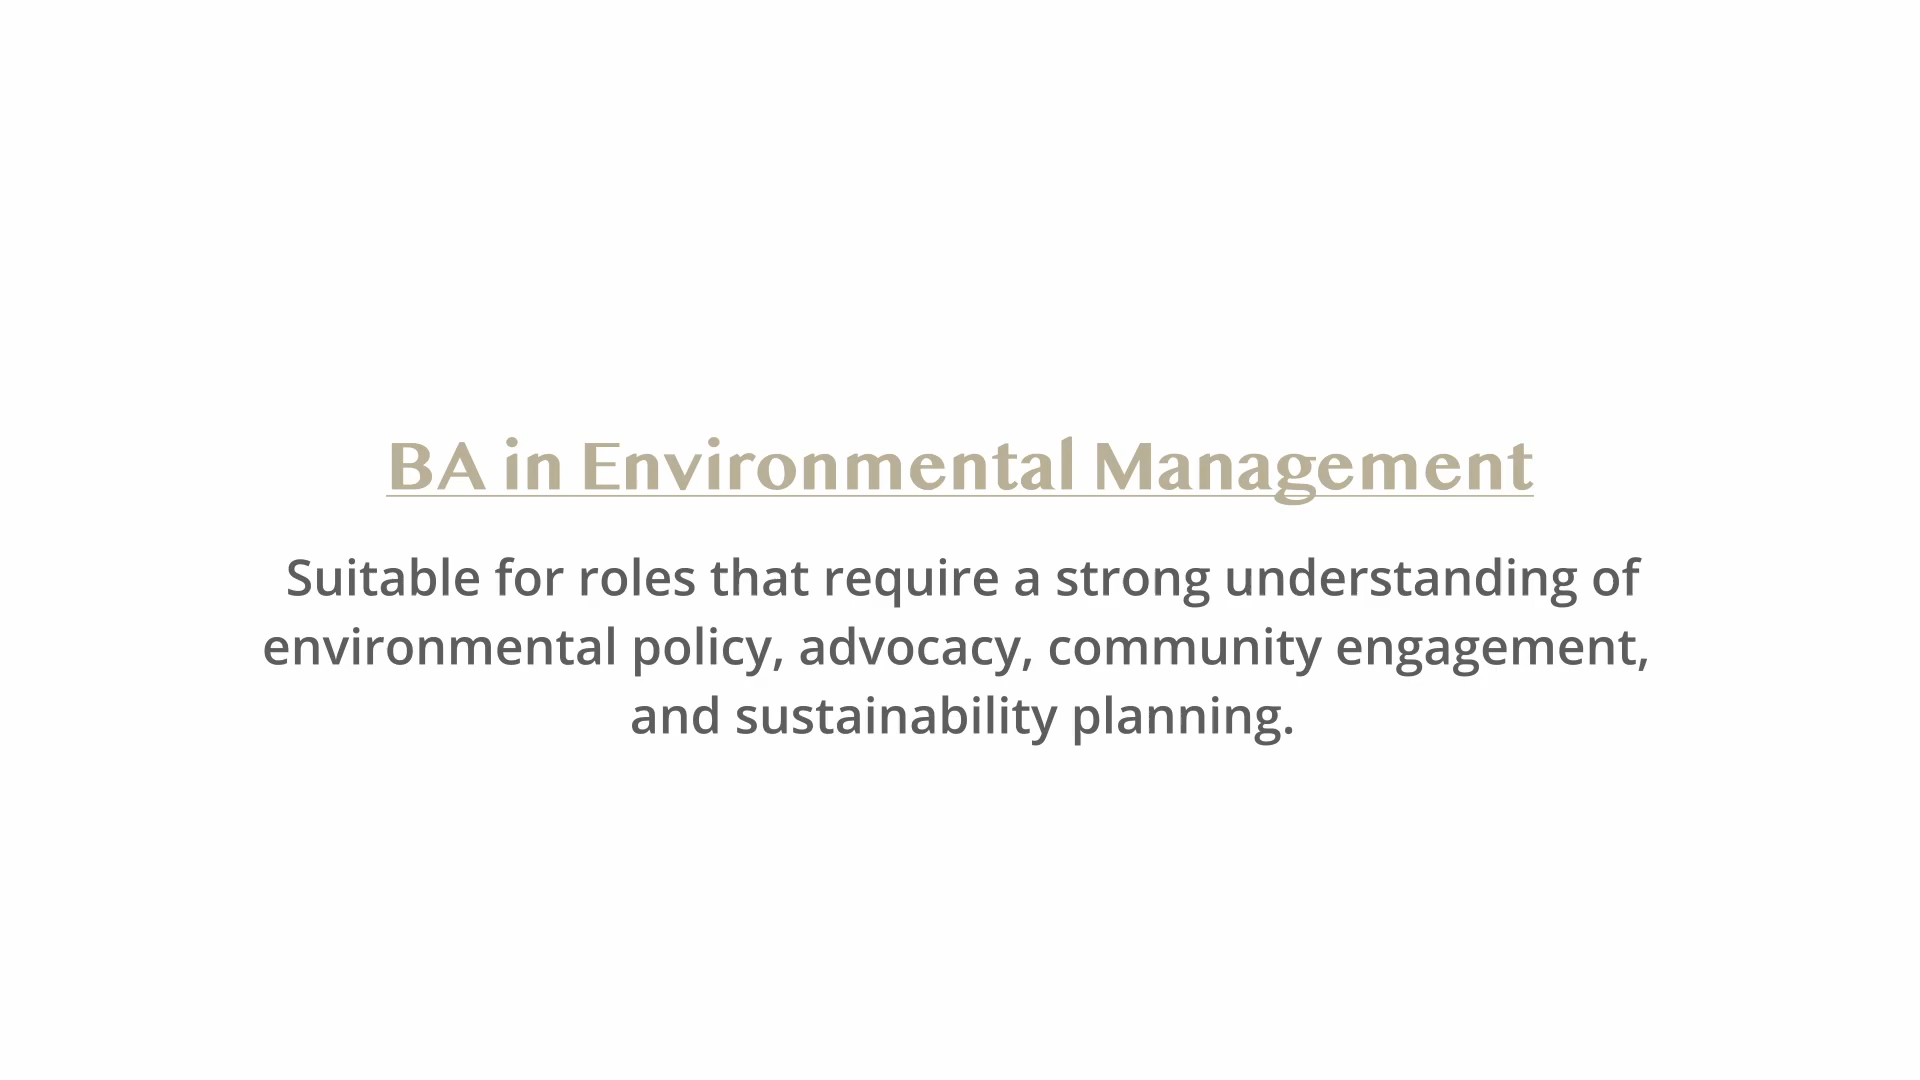 BA in Environmental Management
Suitable for roles that require a strong understanding of
environmental policy, advocacy, community engagement,
and sustainability planning.